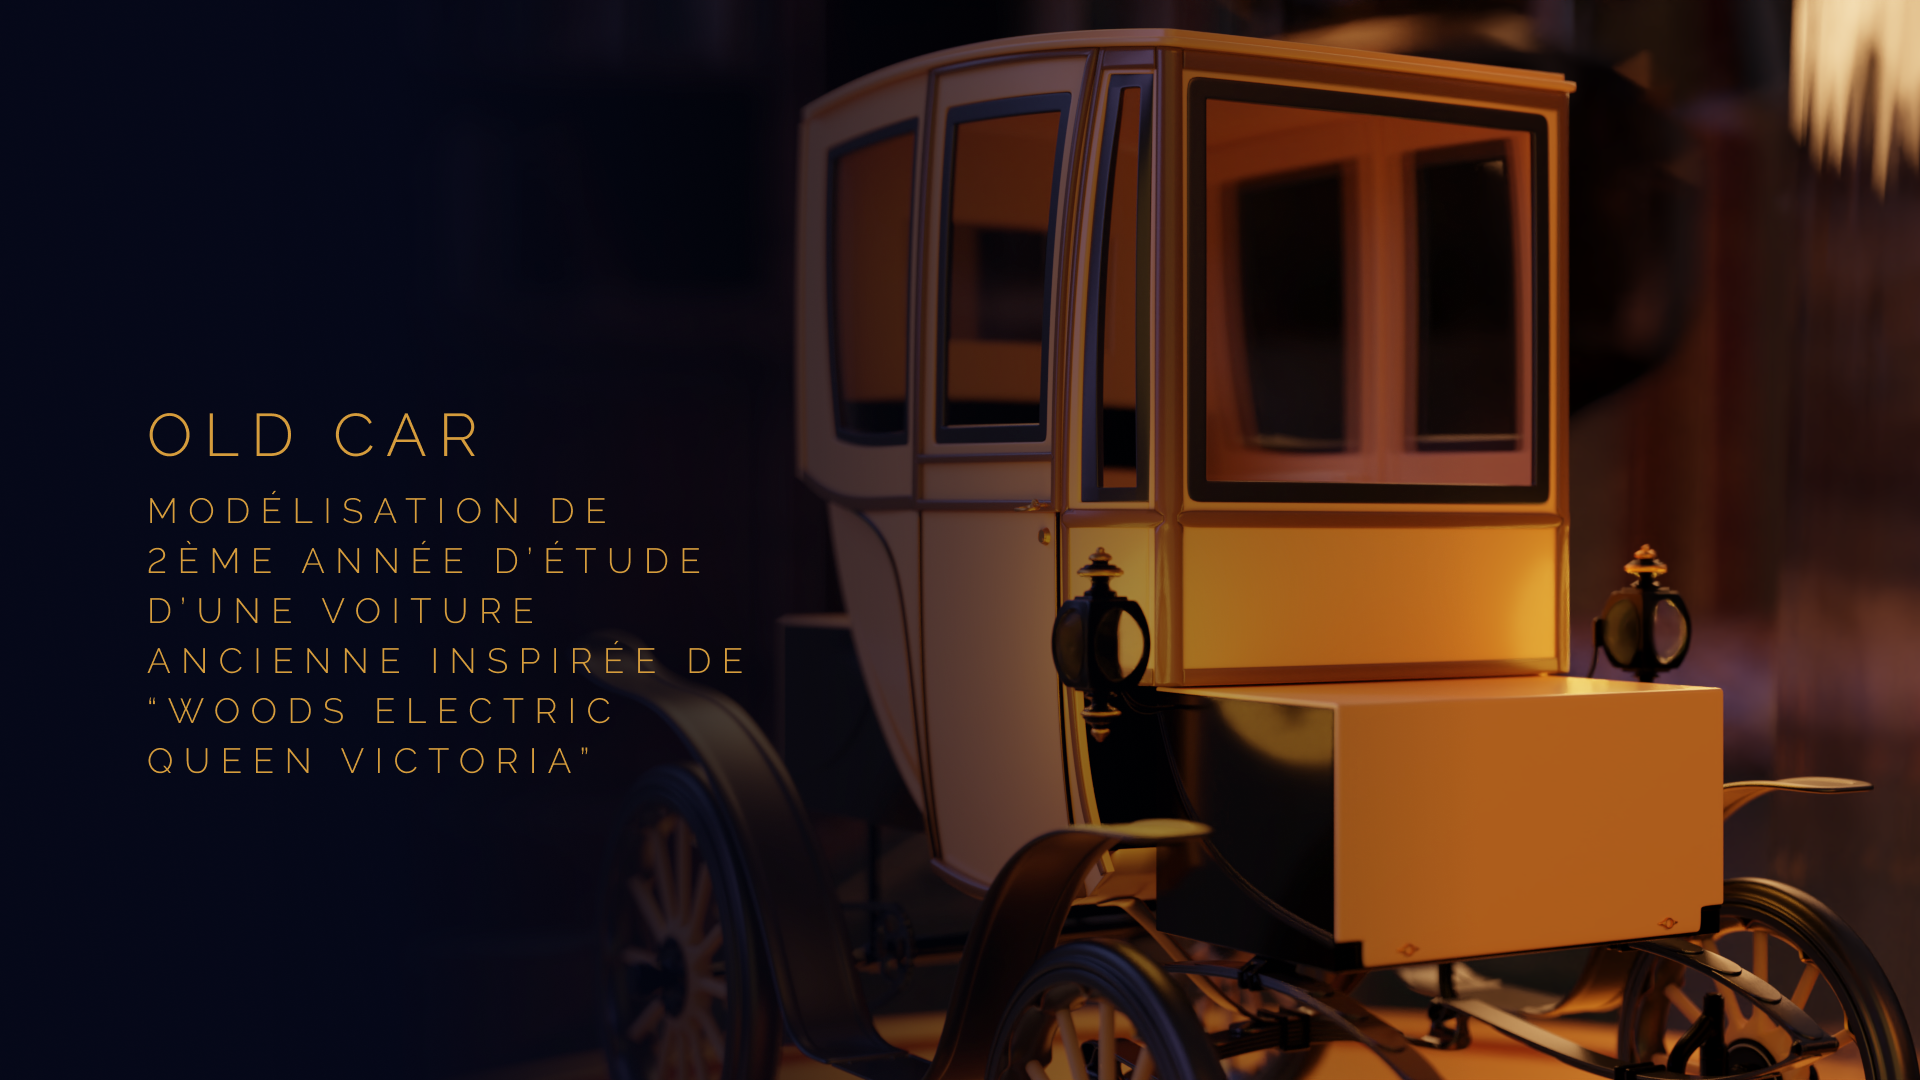 OLD CAR
MODÉLISATION DE
2ÈME ANNÉE D’ÉTUDE
D’UNE VOITURE
ANCIENNE INSPIRÉE DE
“WOODS ELECTRIC
QUEEN VICTORIA”